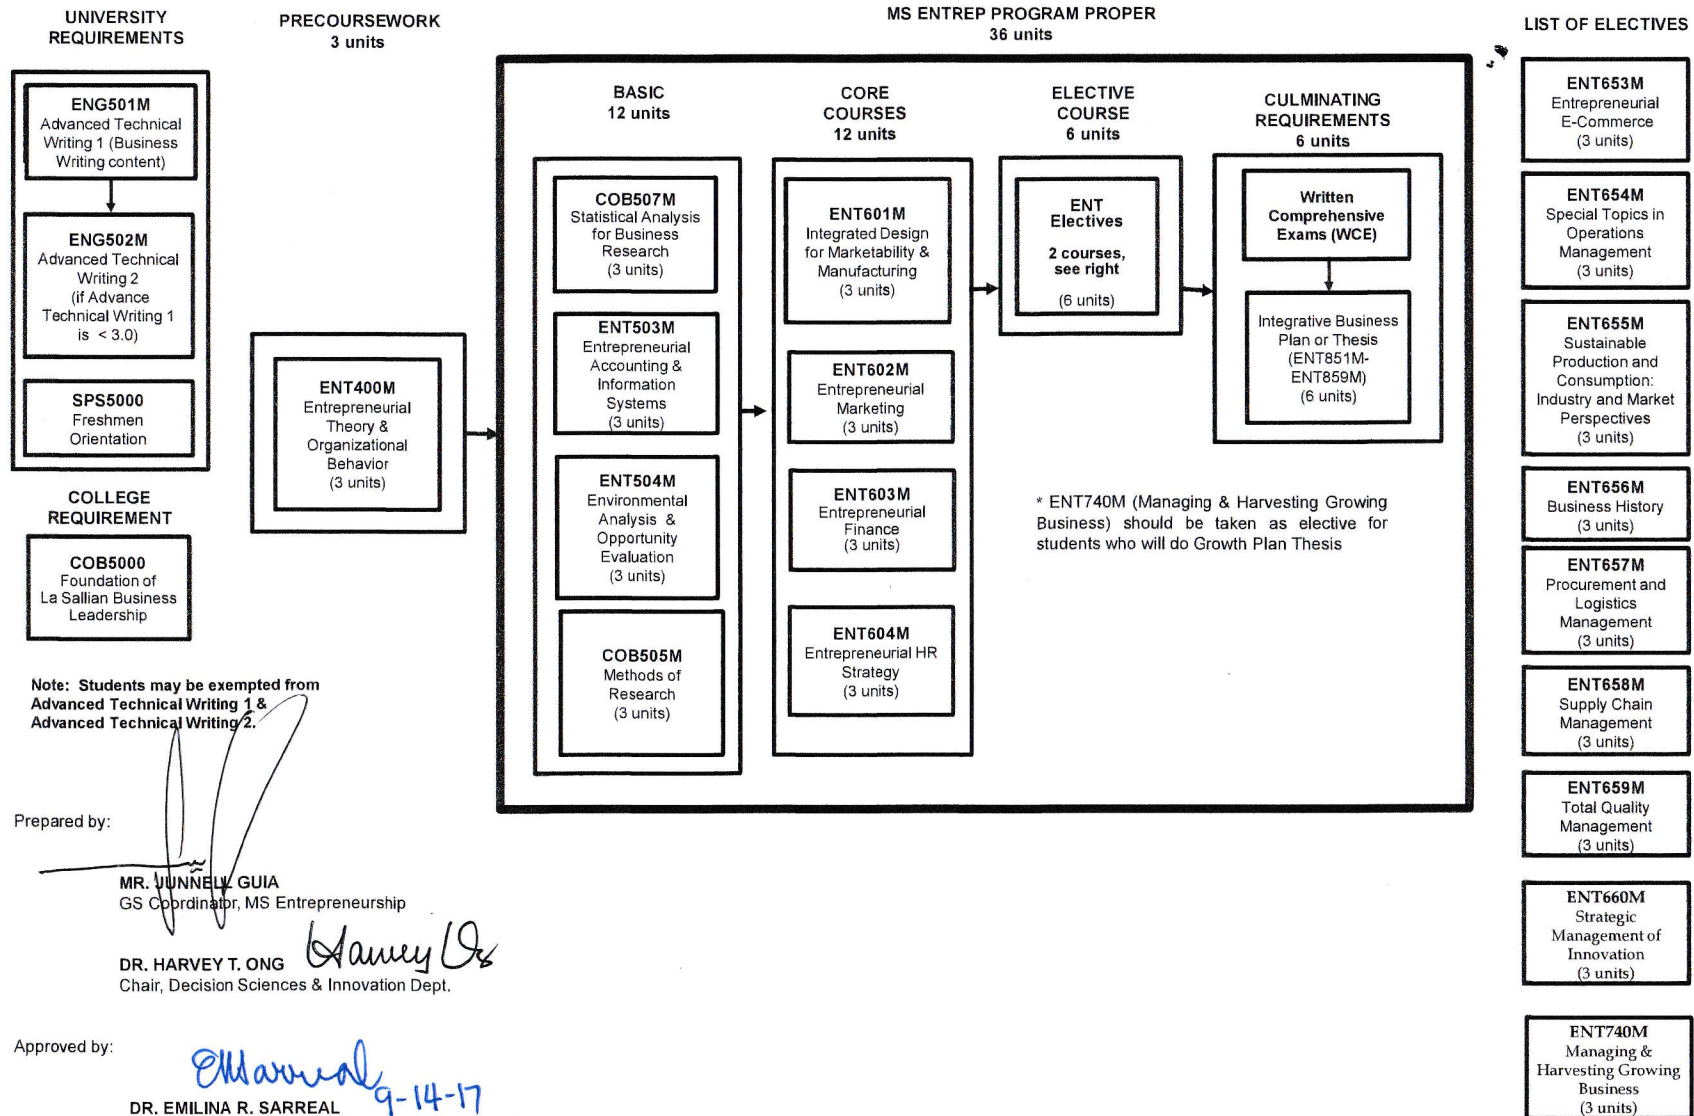 UNIVERSITY
REQUIREMENTS
ENG501M
Advanced Technical
Writing 1 (Business
Writing content)
ENG502M
Advanced Technical
Writing 2
(if Advance
Technical Writing 1
is < 3.0)
SPS5000
Freshmen
Orientation
COLLEGE
REQUIREMENT
COB5000
Foundation of
La Sallian Business
Leadership
Note: Students may be exempted from
Advanced Technical Writing 1 &
Advanced Technical Writing 2.
PRECOURSEWORK
3 units
ENT400M
Entrepreneurial
Theory &
Organizational
Behavior
(3 units)
MS ENTREP PROGRAM PROPER
36 units
BASIC
12 units
COB507M
Statistical Analysis
for Business
Research
(3 units)
ENT503M
Entrepreneurial
Accounting &
Information
Systems
(3 units)
ENT504M
Environmental
Analysis &
Opportunity
Evaluation
(3 units)
COB505M
Methods of
Research
(3 units)
CORE
COURSES
12 units
ENT601M
Integrated Design
for Marketability &
Manufacturing
(3 units)
ENT602M
Entrepreneurial
Marketing
(3 units)
ENT603M
Entrepreneurial
Finance
(3 units)
ENT604M
Entrepreneurial HR
Strategy
(3 units)
ELECTIVE
COURSE
6 units
ENT
Electives
2 courses,
see right
(6 units)
CULMINATING
REQUIREMENTS
6 units
Written
Comprehensive
Exams (WCE)
Integrative Business
Plan or Thesis
(ENT851M-
ENT859M)
(6 units)
* ENT740M (Managing & Harvesting Growing
Business) should be taken as elective for
students who will do Growth Plan Thesis
LIST OF ELECTIVES
ENT653M
Entrepreneurial
E-Commerce
(3 units)
ENT654M
Special Topics in
Operations
Management
(3 units)
ENT655M
Sustainable
Production and
Consumption:
Industry and Market
Perspectives
(3 units)
ENT656M
Business History
(3 units)
ENT657M
Procurement and
Logistics
Management
(3 units)
ENT658M
Supply Chain
Management
(3 units)
ENT659M
Total Quality
Management
(3 units)
ENT660M
Strategic
Management of
Innovation
(3 units)
ENT740M
Managing &
Harvesting Growing
Business
(3 units)
Prepared by:
MR. JUNNELL GUIA
GS Coordinator, MS Entrepreneurship
Harvey Ong
DR. HARVEY T. ONG
Chair, Decision Sciences & Innovation Dept.
Approved by:
EMSarreal
9-14-17
DR. EMILINA R. SARREAL